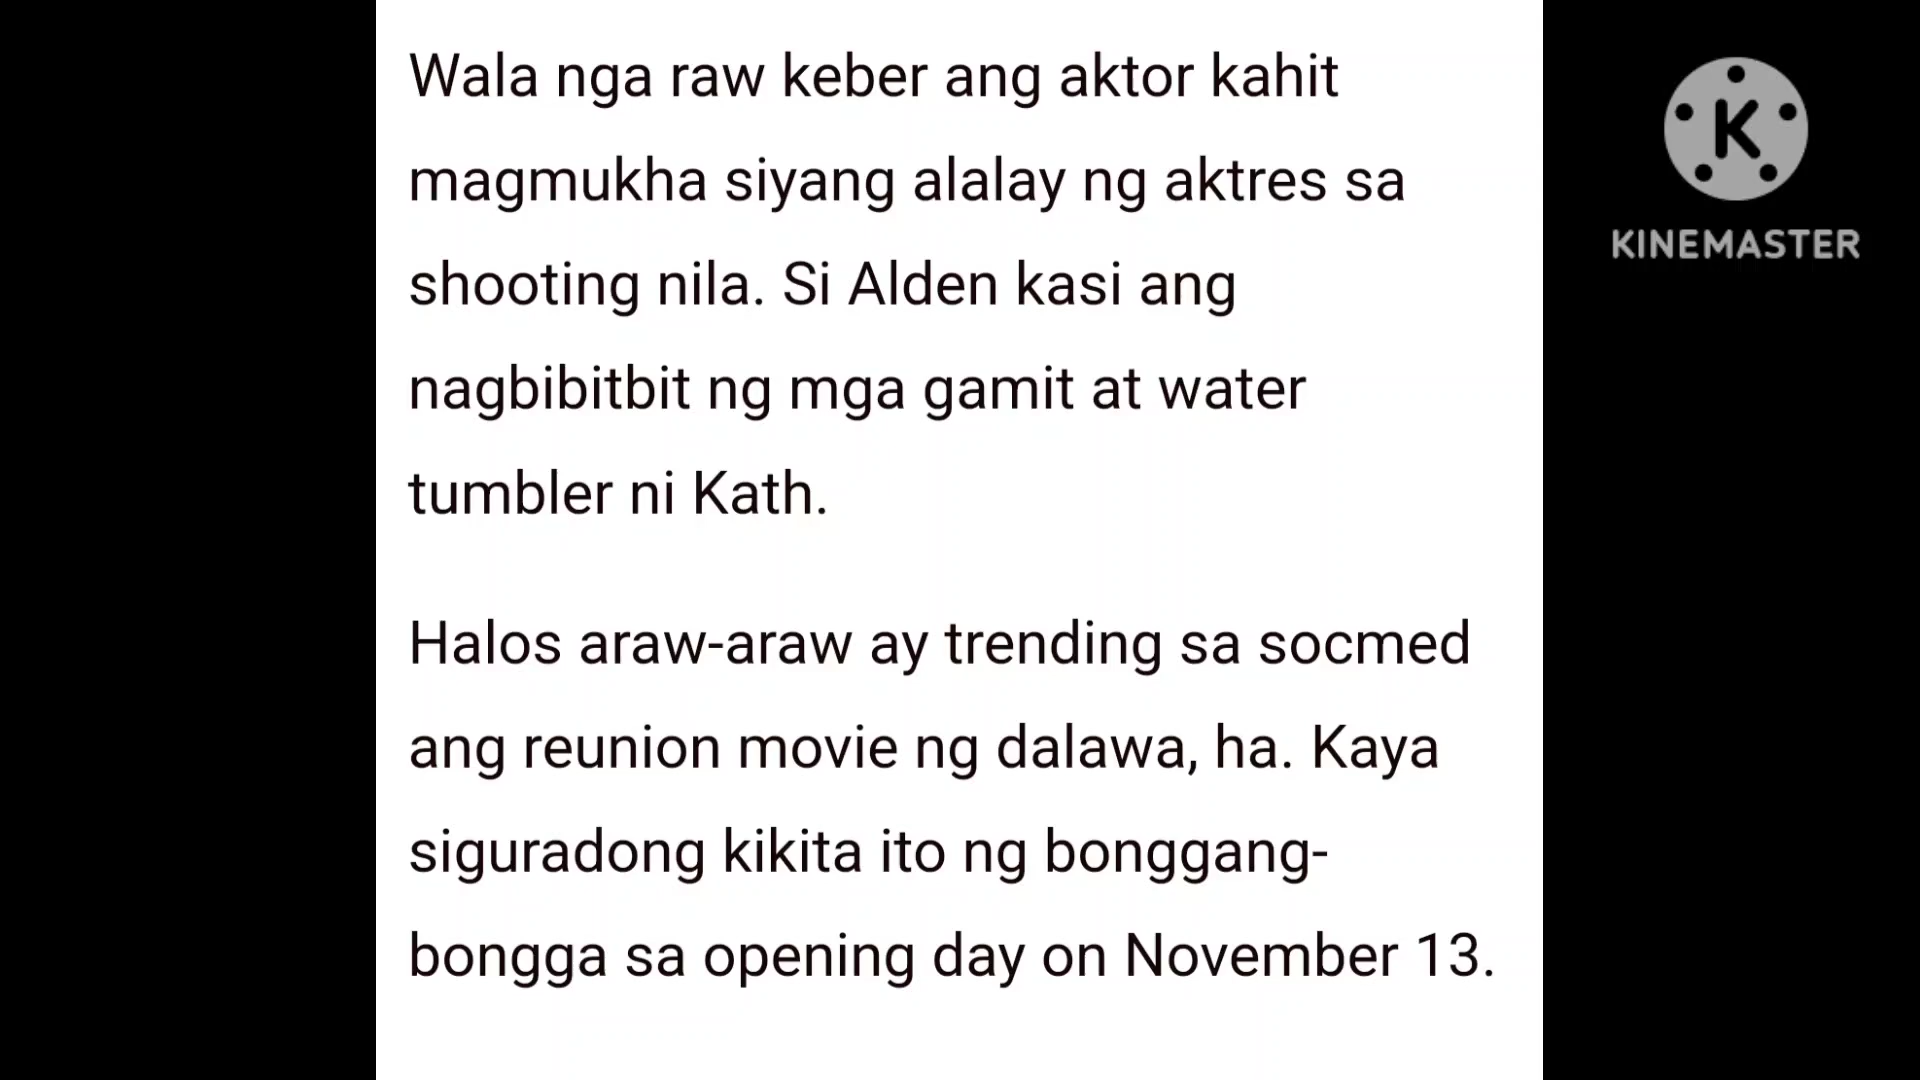 Wala nga raw keber ang aktor kahit
magmukha siyang alalay ng aktres sa
shooting nila. Si Alden kasi ang
nagbibitbit ng mga gamit at water
tumbler ni Kath.
Halos araw-araw ay trending sa socmed
ang reunion movie ng dalawa, ha. Kaya
siguradong kikita ito ng bonggang-
bongga sa opening day on November 13.
K
KINEMASTER